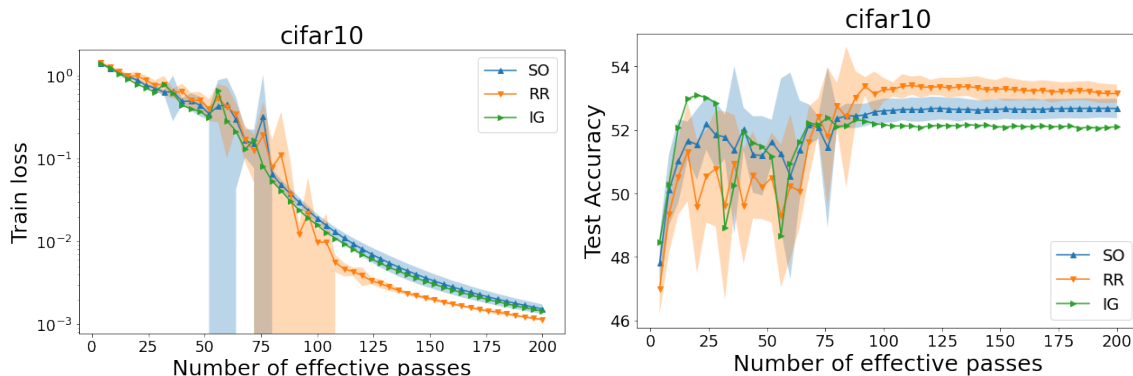 cifar10
Train loss
10⁰
10⁻¹
10⁻²
10⁻³
SO
RR
IG
0 25 50 75 100 125 150 175 200
Number of effective passes
cifar10
Test Accuracy
54
52
50
48
46
SO
RR
IG
0 25 50 75 100 125 150 175 200
Number of effective passes